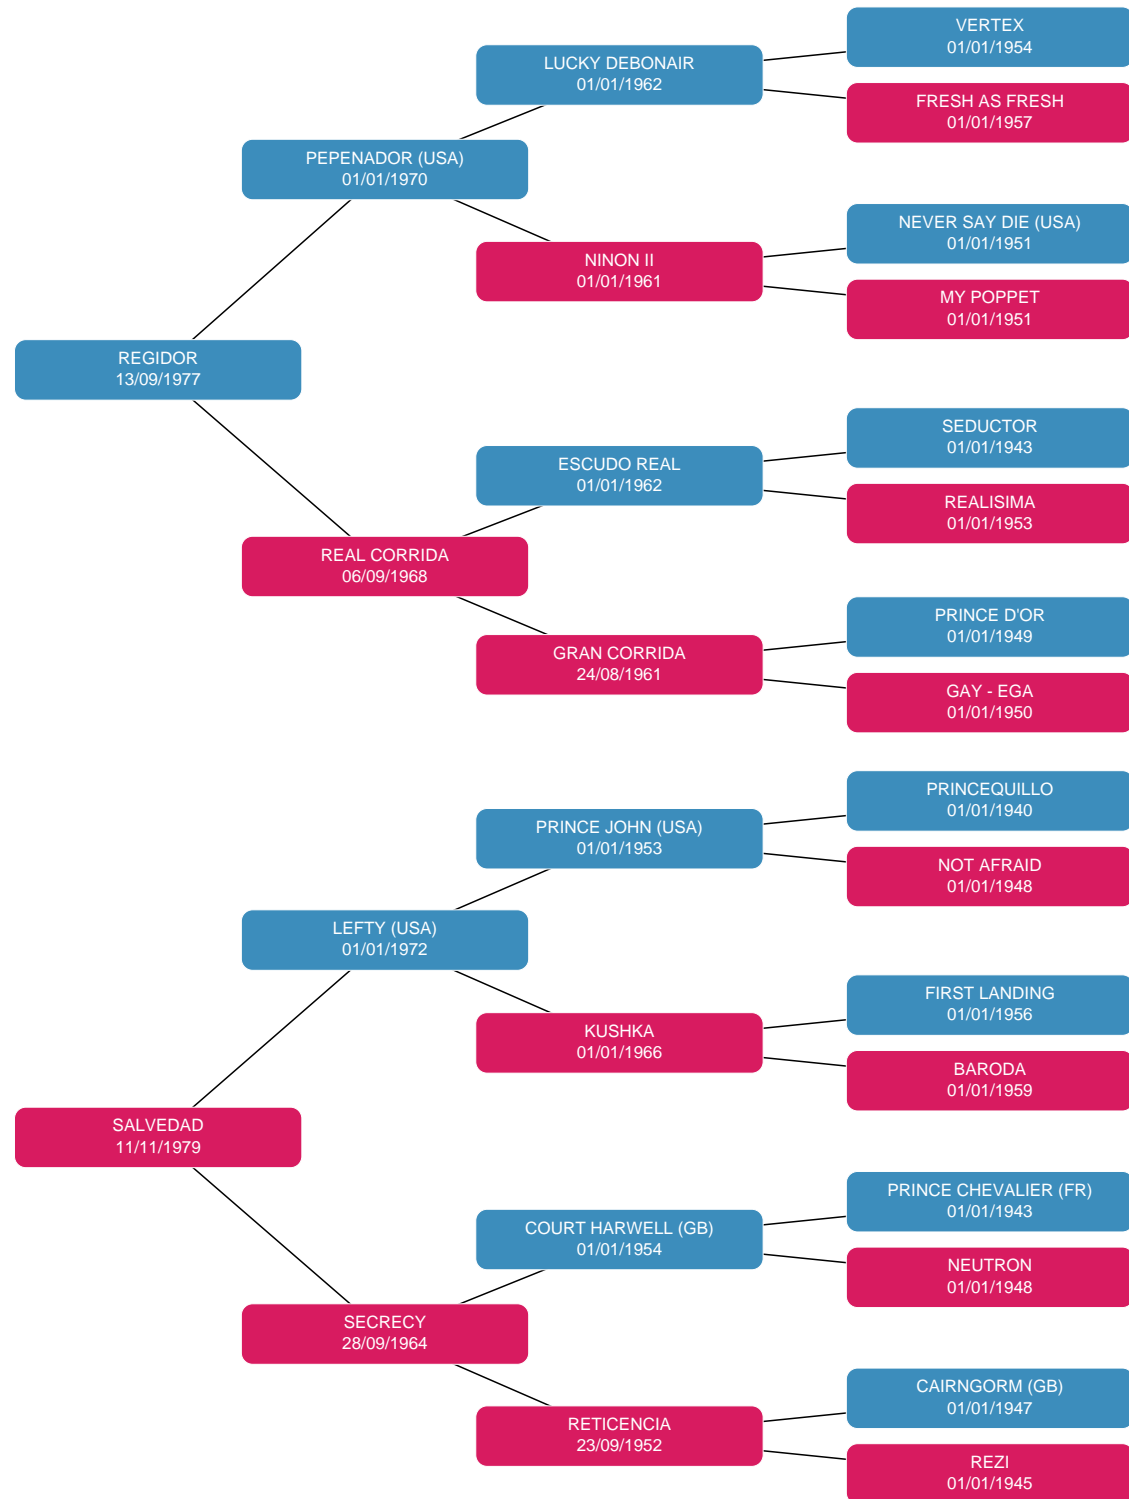 VERTEX
01/01/1954
LUCKY DEBONAIR
01/01/1962
FRESH AS FRESH
01/01/1957
PEPENADOR (USA)
01/01/1970
NEVER SAY DIE (USA)
01/01/1951
NINON II
01/01/1961
MY POPPET
01/01/1951
REGIDOR
13/09/1977
SEDUCTOR
01/01/1943
ESCUDO REAL
01/01/1962
REALISIMA
01/01/1953
REAL CORRIDA
06/09/1968
PRINCE D'OR
01/01/1949
GRAN CORRIDA
24/08/1961
GAY - EGA
01/01/1950
PRINCEQUILLO
01/01/1940
PRINCE JOHN (USA)
01/01/1953
NOT AFRAID
01/01/1948
LEFTY (USA)
01/01/1972
FIRST LANDING
01/01/1956
KUSHKA
01/01/1966
BARODA
01/01/1959
SALVEDAD
11/11/1979
PRINCE CHEVALIER (FR)
01/01/1943
COURT HARWELL (GB)
01/01/1954
NEUTRON
01/01/1948
SECRECY
28/09/1964
CAIRNGORM (GB)
01/01/1947
RETICENCIA
23/09/1952
REZI
01/01/1945